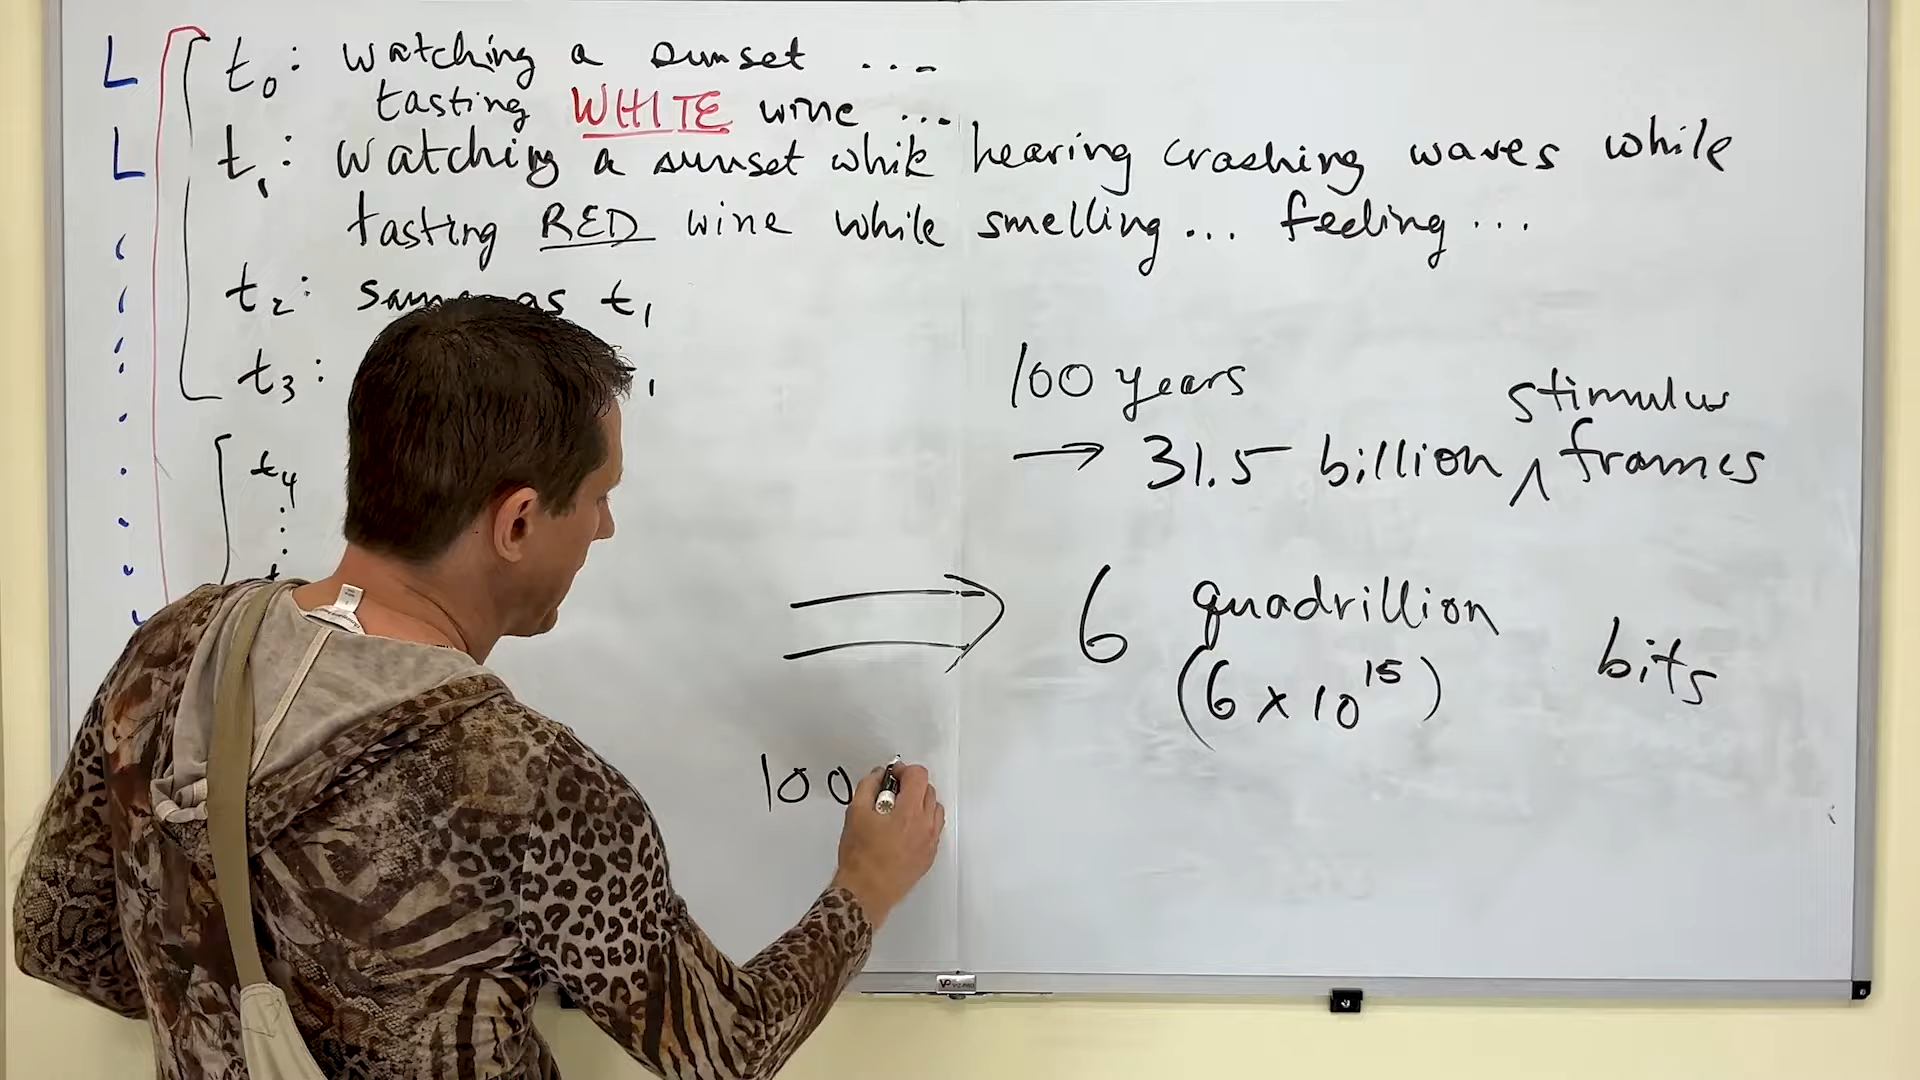 L t0: watching a sunset ....
tasting WHITE wine ...
L t1: watching a sunset while hearing crashing waves while
tasting RED wine while smelling... feeling...
t2: same as t1
t3: 1
100 years
stimulus
→ 31.5 billion ∧ frames
t4
⇒ 6 quadrillion
(6 x 10^15) bits
100